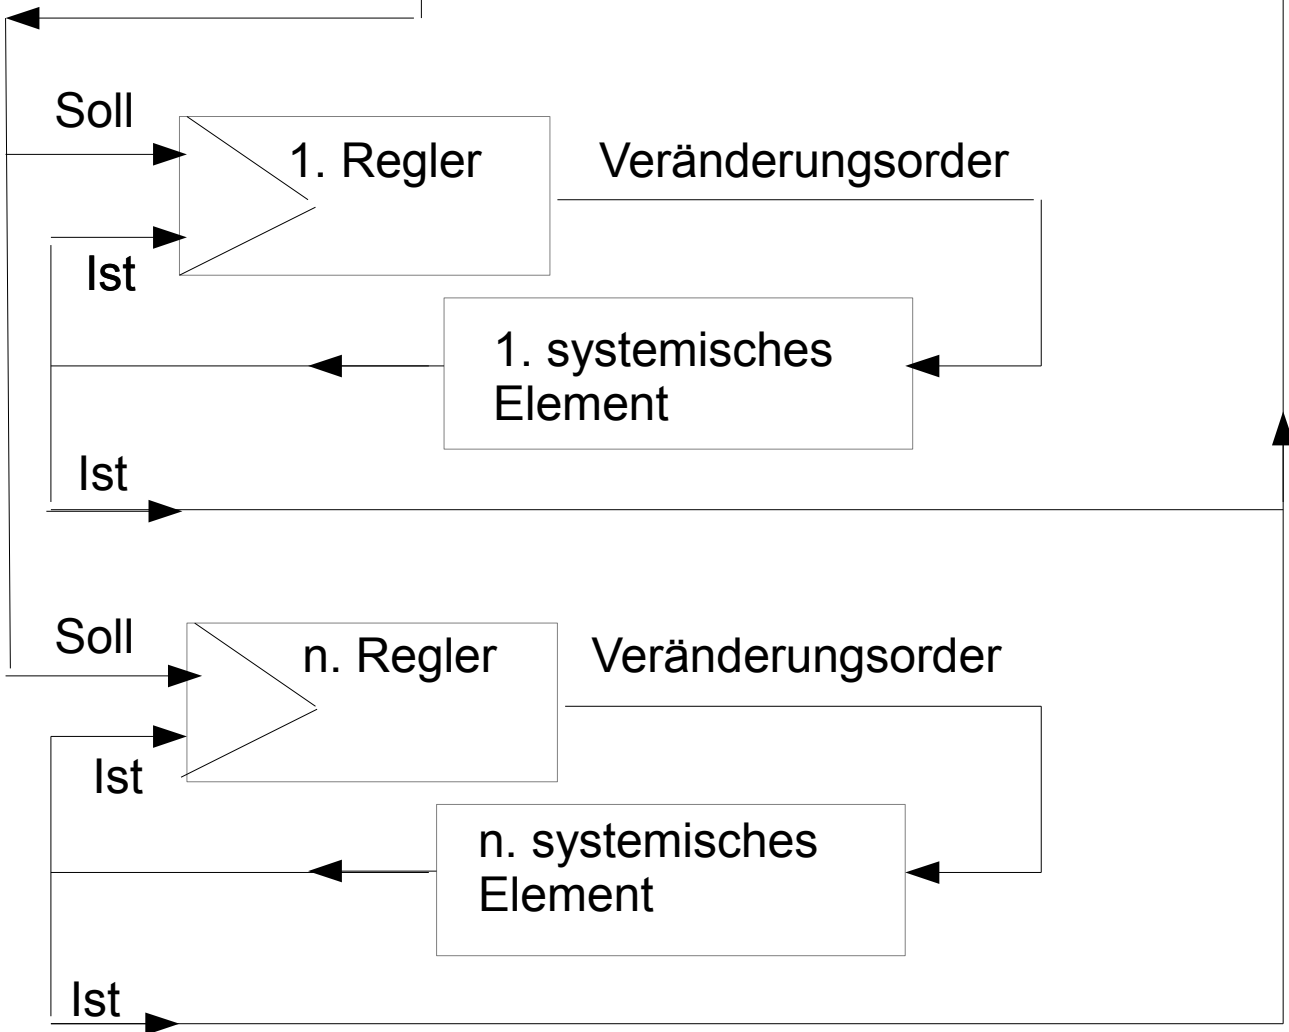 Soll
1. Regler
Veränderungsorder
Ist
1. systemisches
Element
Ist
Soll
n. Regler
Veränderungsorder
Ist
n. systemisches
Element
Ist